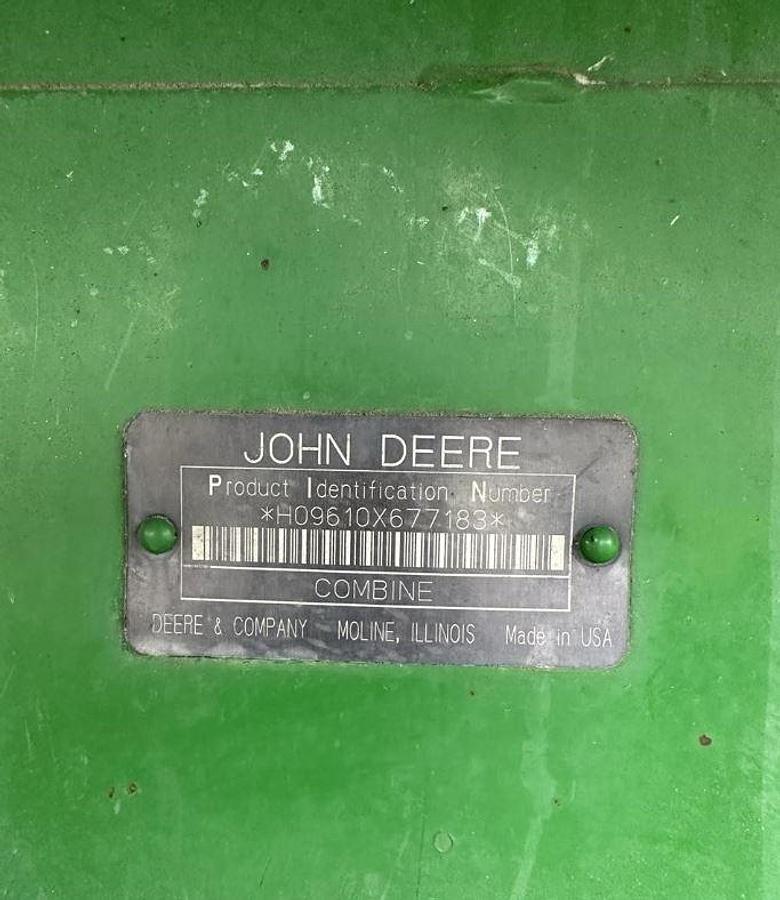 JOHN DEERE
Product Identification Number
*H09610X677183*
COMBINE
DEERE & COMPANY MOLINE, ILLINOIS Made in USA